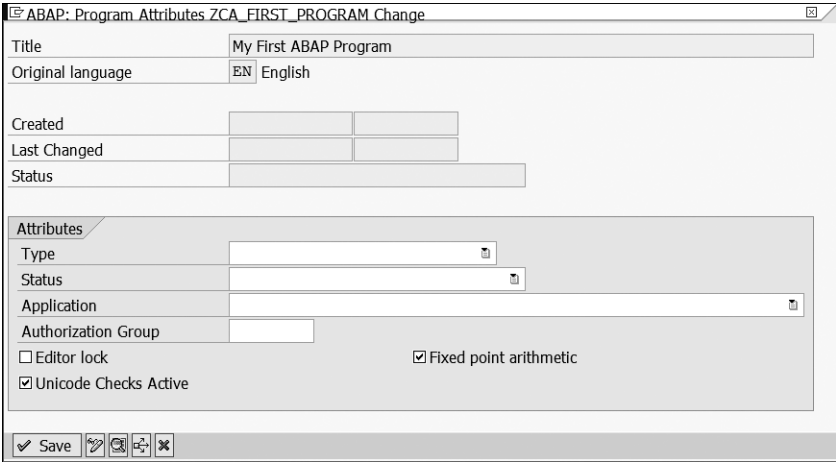 ABAP: Program Attributes ZCA_FIRST_PROGRAM Change
Title My First ABAP Program
Original language EN English
Created
Last Changed
Status
Attributes
Type
Status
Application
Authorization Group
Editor lock Fixed point arithmetic
Unicode Checks Active
Save